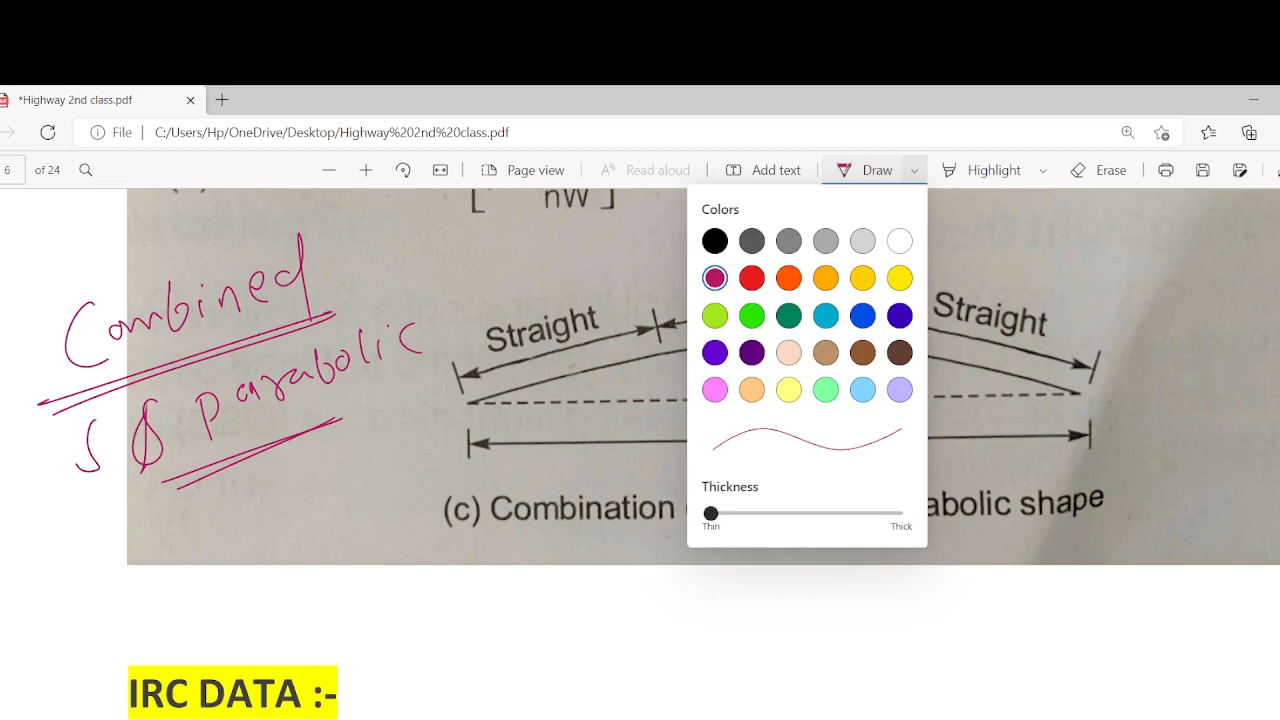 *Highway 2nd class.pdf
File C:/Users/Hp/OneDrive/Desktop/Highway%202nd%20class.pdf
6 of 24 Page view Read aloud Add text Draw Highlight Erase
nW ]
Colors
Combined
S & parabolic
Straight
Straight
Thickness
Thin Thick
(c) Combination
abolic shape
IRC DATA :-